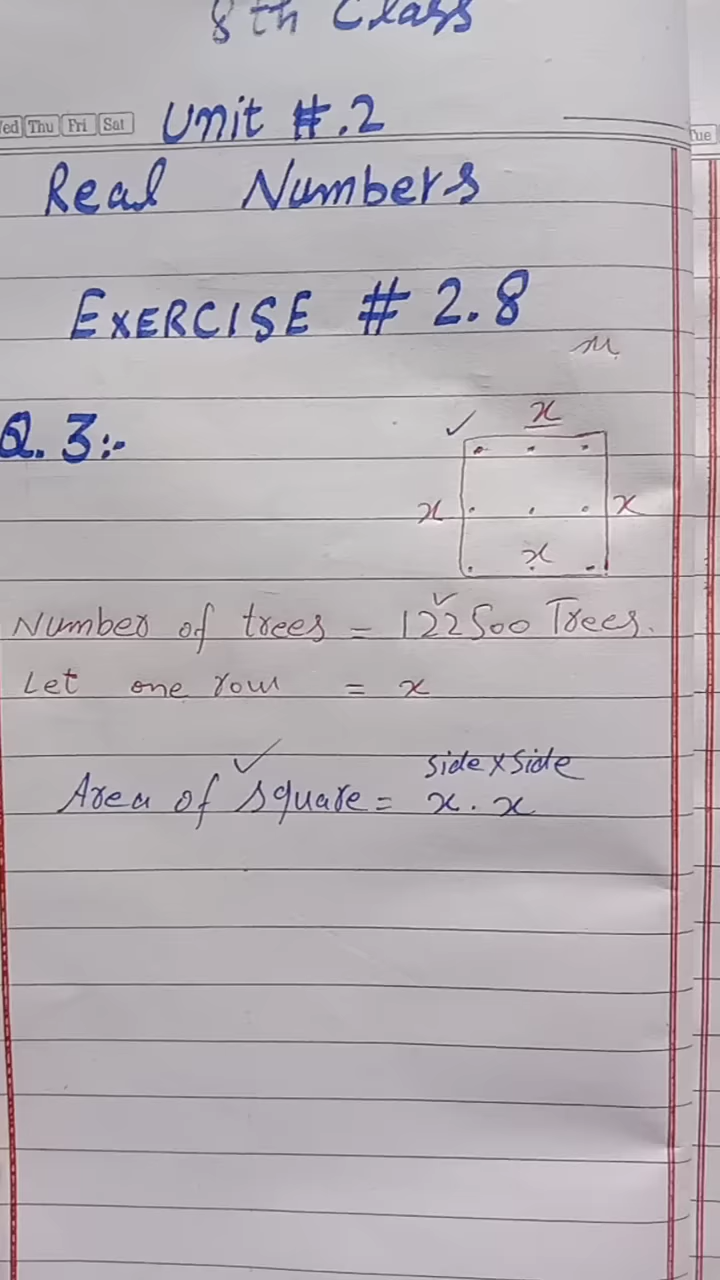 8th Class
Wed Thu Fri Sat
Unit #.2
Tue
Real Numbers
EXERCISE # 2.8
x
Q.3:-
x
x
x
x
Number of trees = 122500 Trees.
Let one row = x
side x side
Area of square = x . x